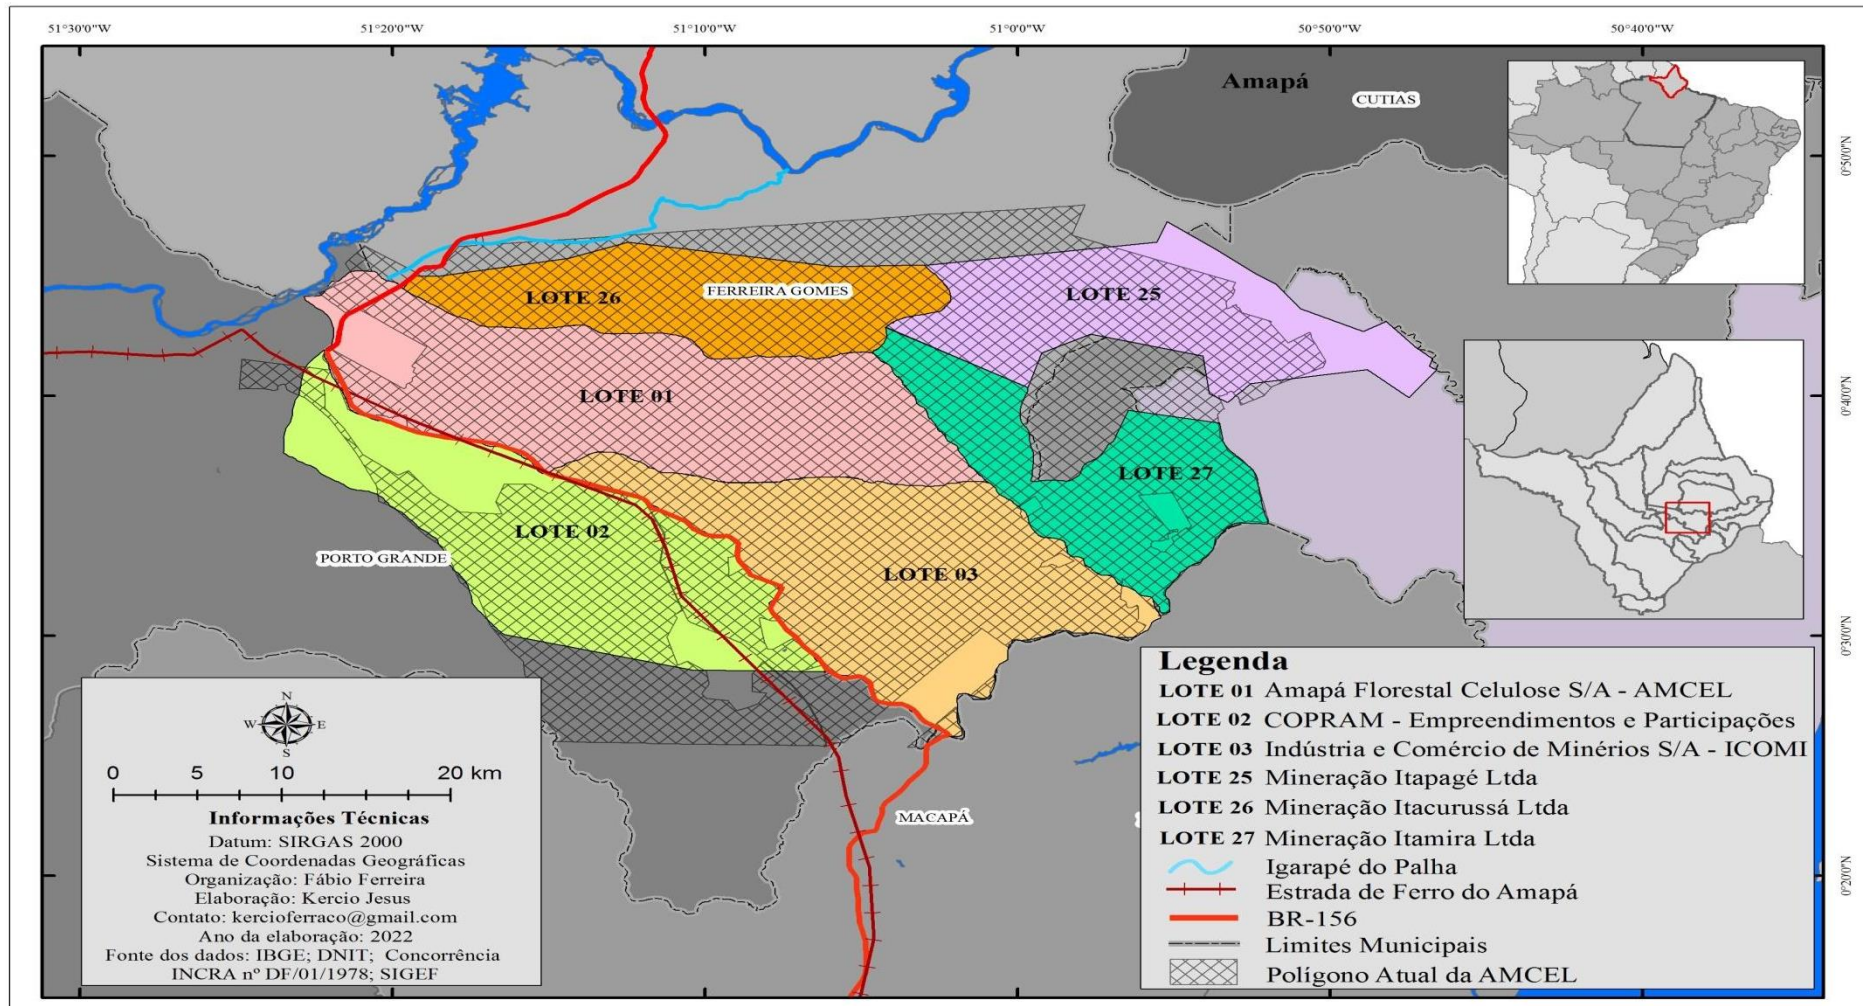 51°30'0"W 51°20'0"W 51°10'0"W 51°0'0"W 50°50'0"W 50°40'0"W
Amapá
CUTIAS
0°50'0"N
LOTE 26
FERREIRA GOMES
LOTE 25
LOTE 01
0°40'0"N
LOTE 27
LOTE 02
PORTO GRANDE
LOTE 03
0°30'0"N
MACAPÁ
0°20'0"N
N
W E
S
0 5 10 20 km
Informações Técnicas
Datum: SIRGAS 2000
Sistema de Coordenadas Geográficas
Organização: Fábio Ferreira
Elaboração: Kercio Jesus
Contato: kercioferraco@gmail.com
Ano da elaboração: 2022
Fonte dos dados: IBGE; DNIT; Concorrência
INCRA nº DF/01/1978; SIGEF
Legenda
LOTE 01 Amapá Florestal Celulose S/A - AMCEL
LOTE 02 COPRAM - Empreendimentos e Participações
LOTE 03 Indústria e Comércio de Minérios S/A - ICOMI
LOTE 25 Mineração Itapagé Ltda
LOTE 26 Mineração Itacurussá Ltda
LOTE 27 Mineração Itamira Ltda
Igarapé do Palha
Estrada de Ferro do Amapá
BR-156
Limites Municipais
Polígono Atual da AMCEL